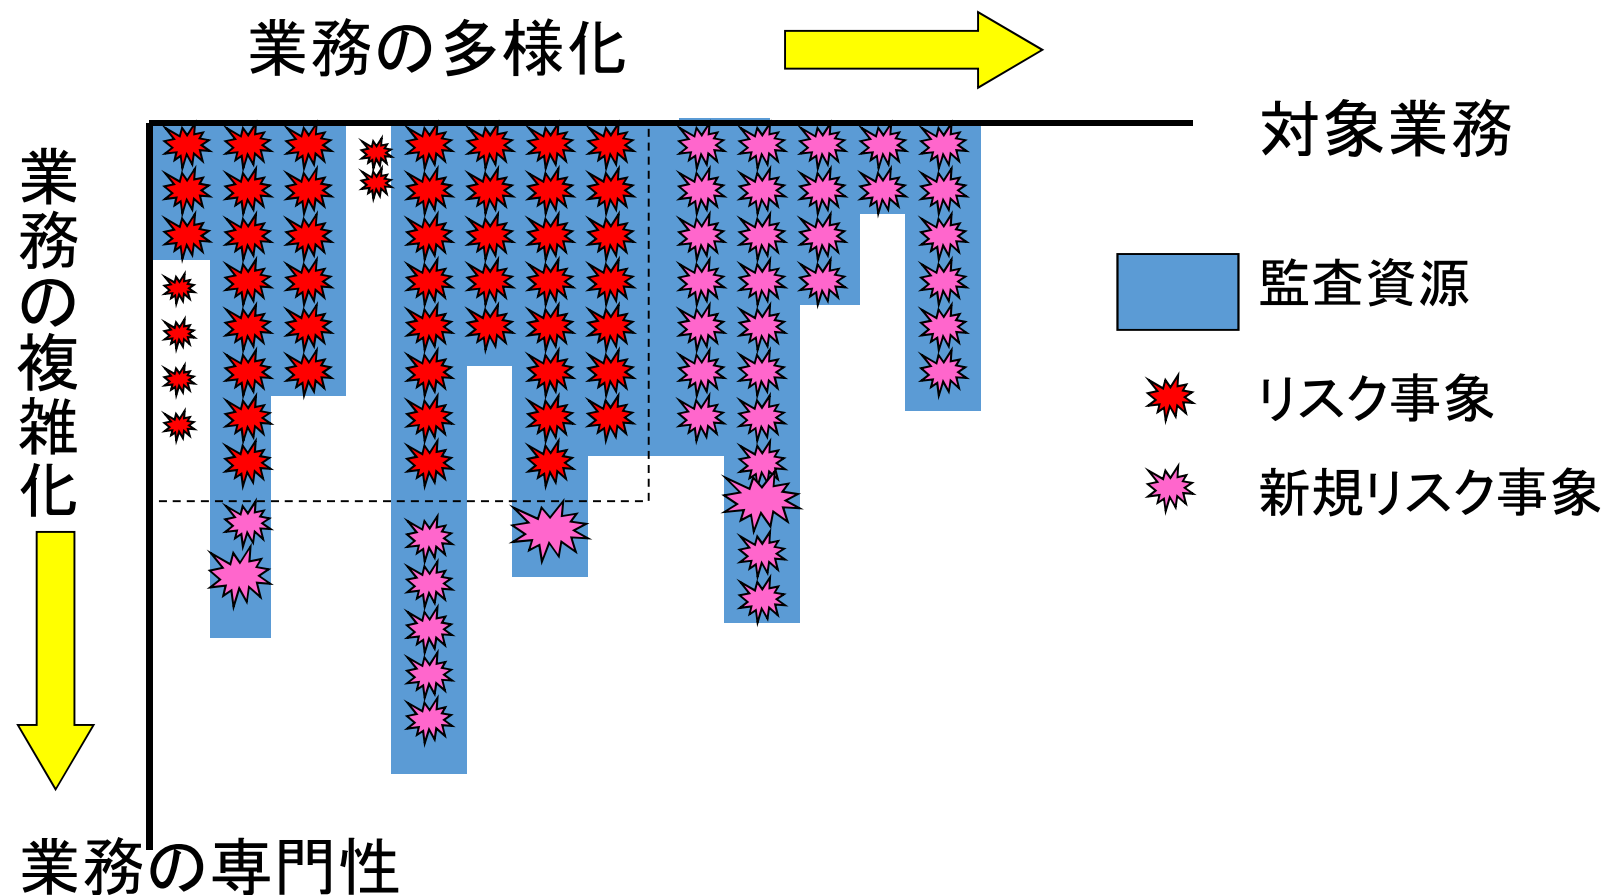 業務の多様化
対象業務
業務の複雑化
監査資源
リスク事象
新規リスク事象
業務の専門性